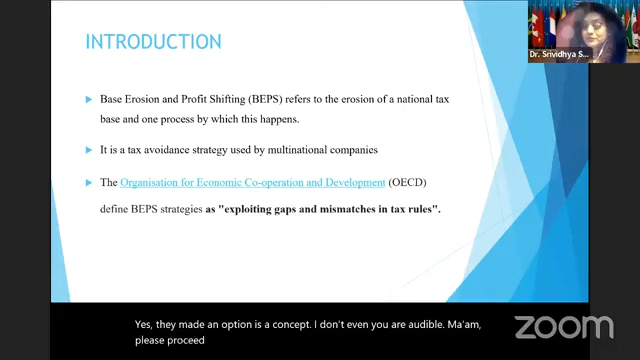 INTRODUCTION
Base Erosion and Profit Shifting (BEPS) refers to the erosion of a national tax
base and one process by which this happens.
It is a tax avoidance strategy used by multinational companies
The Organisation for Economic Co-operation and Development (OECD)
define BEPS strategies as "exploiting gaps and mismatches in tax rules".
Dr. Srividhya S...
Yes, they made an option is a concept. I don't even you are audible. Ma'am,
please proceed
zoom